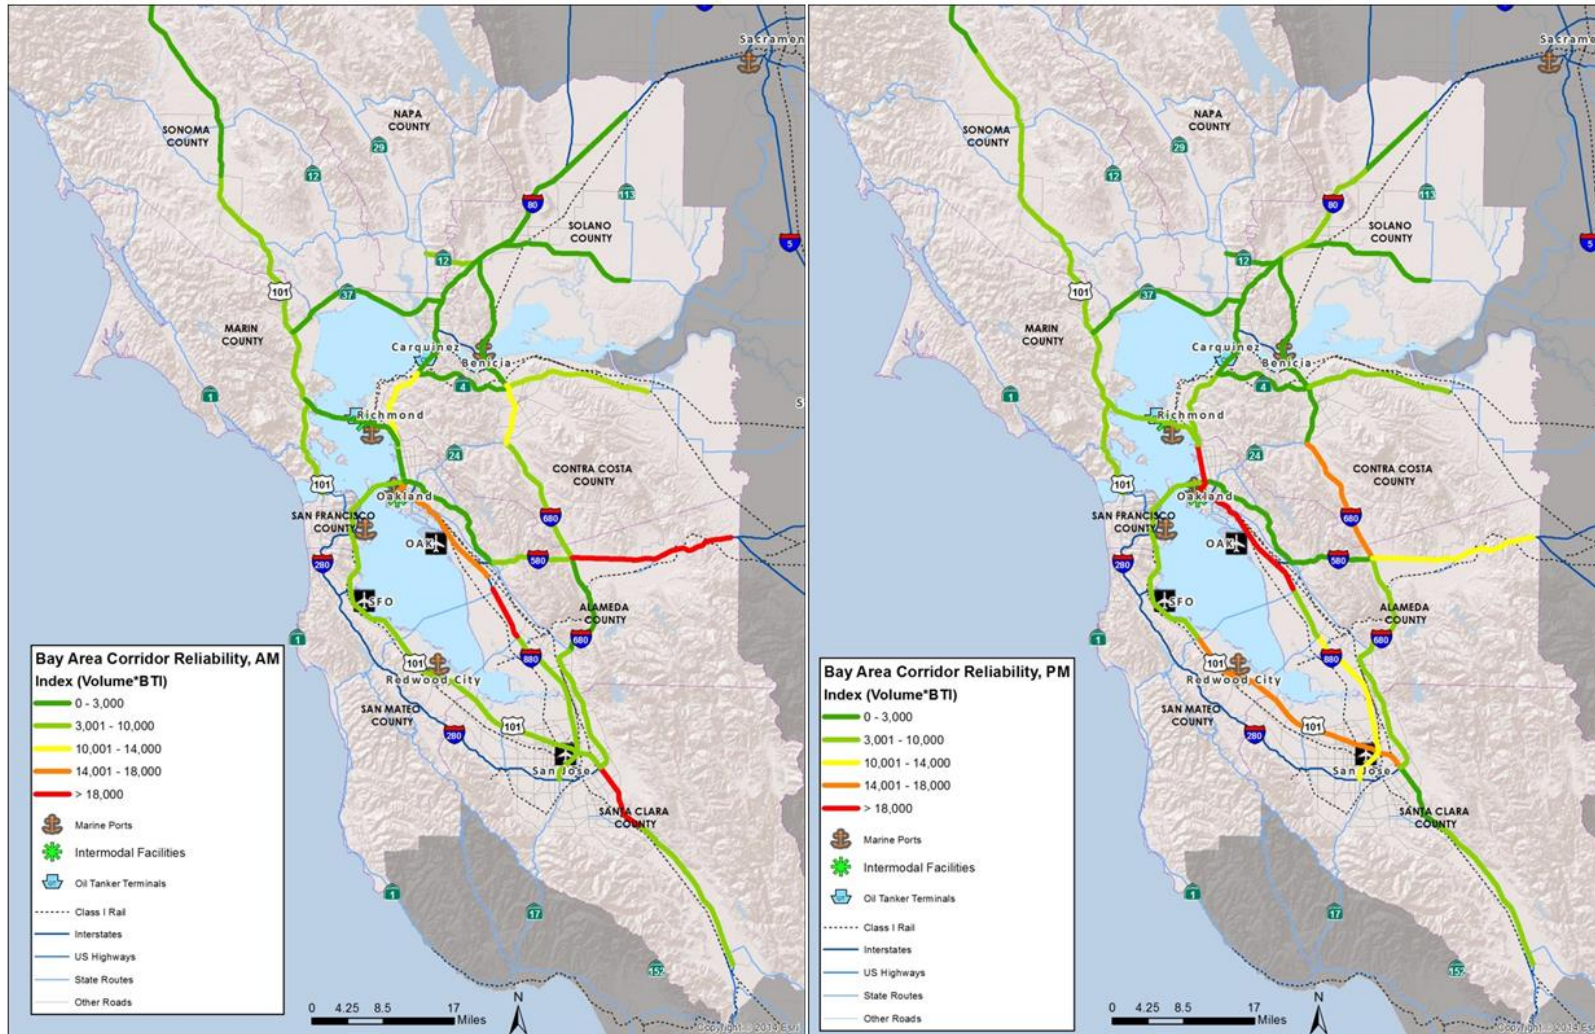 Sacrame
NAPA
COUNTY
SONOMA
COUNTY
29
12
113
80
SOLANO
COUNTY
5
12
101
37
MARIN
COUNTY
Carquinez
Benicia
4
1
Richmond
24
CONTRA COSTA
COUNTY
101
Oakland
SAN FRANCISCO
COUNTY
680
OAK
280
580
SFO
ALAMEDA
COUNTY
1
680
880
101
Redwood City
SAN MATEO
COUNTY
280
101
San Jose
SANTA CLARA
COUNTY
1
17
152
S
Bay Area Corridor Reliability, AM
Index (Volume*BTI)
0 - 3,000
3,001 - 10,000
10,001 - 14,000
14,001 - 18,000
> 18,000
Marine Ports
Intermodal Facilities
OT
Oil Tanker Terminals
Class I Rail
Interstates
US Highways
State Routes
Other Roads
0 4.25 8.5 17
Miles
N
Copyright:© 2014 Esri
Sacrame
NAPA
COUNTY
SONOMA
COUNTY
29
12
113
80
SOLANO
COUNTY
5
12
101
37
MARIN
COUNTY
Carquinez
Benicia
4
1
Richmond
24
CONTRA COSTA
COUNTY
101
Oakland
SAN FRANCISCO
COUNTY
680
OAK
280
580
SFO
ALAMEDA
COUNTY
1
680
880
101
Redwood City
SAN MATEO
COUNTY
280
101
San Jose
SANTA CLARA
COUNTY
1
17
152
S
Bay Area Corridor Reliability, PM
Index (Volume*BTI)
0 - 3,000
3,001 - 10,000
10,001 - 14,000
14,001 - 18,000
> 18,000
Marine Ports
Intermodal Facilities
OT
Oil Tanker Terminals
Class I Rail
Interstates
US Highways
State Routes
Other Roads
0 4.25 8.5 17
Miles
N